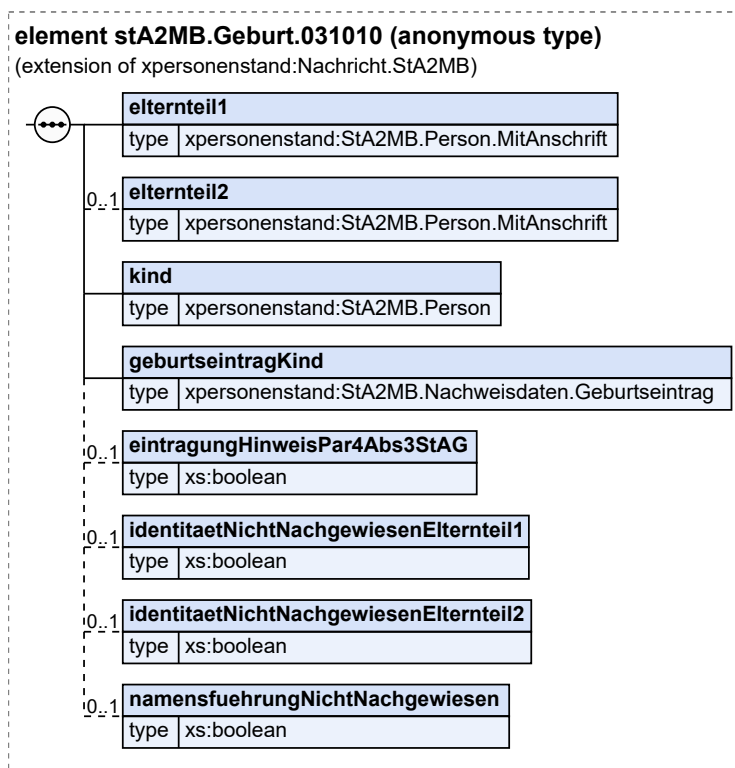 element stA2MB.Geburt.031010 (anonymous type)
(extension of xpersonenstand:Nachricht.StA2MB)
elternteil1
type xpersonenstand:StA2MB.Person.MitAnschrift
0..1 elternteil2
type xpersonenstand:StA2MB.Person.MitAnschrift
kind
type xpersonenstand:StA2MB.Person
geburtseintragKind
type xpersonenstand:StA2MB.Nachweisdaten.Geburtseintrag
0..1 eintragungHinweisPar4Abs3StAG
type xs:boolean
0..1 identitaetNichtNachgewiesenElternteil1
type xs:boolean
0..1 identitaetNichtNachgewiesenElternteil2
type xs:boolean
0..1 namensfuehrungNichtNachgewiesen
type xs:boolean